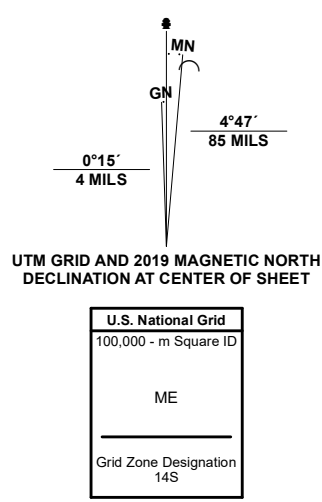 MN
GN
4°47´
85 MILS
0°15´
4 MILS
UTM GRID AND 2019 MAGNETIC NORTH
DECLINATION AT CENTER OF SHEET
U.S. National Grid
100,000 - m Square ID
ME
Grid Zone Designation
14S